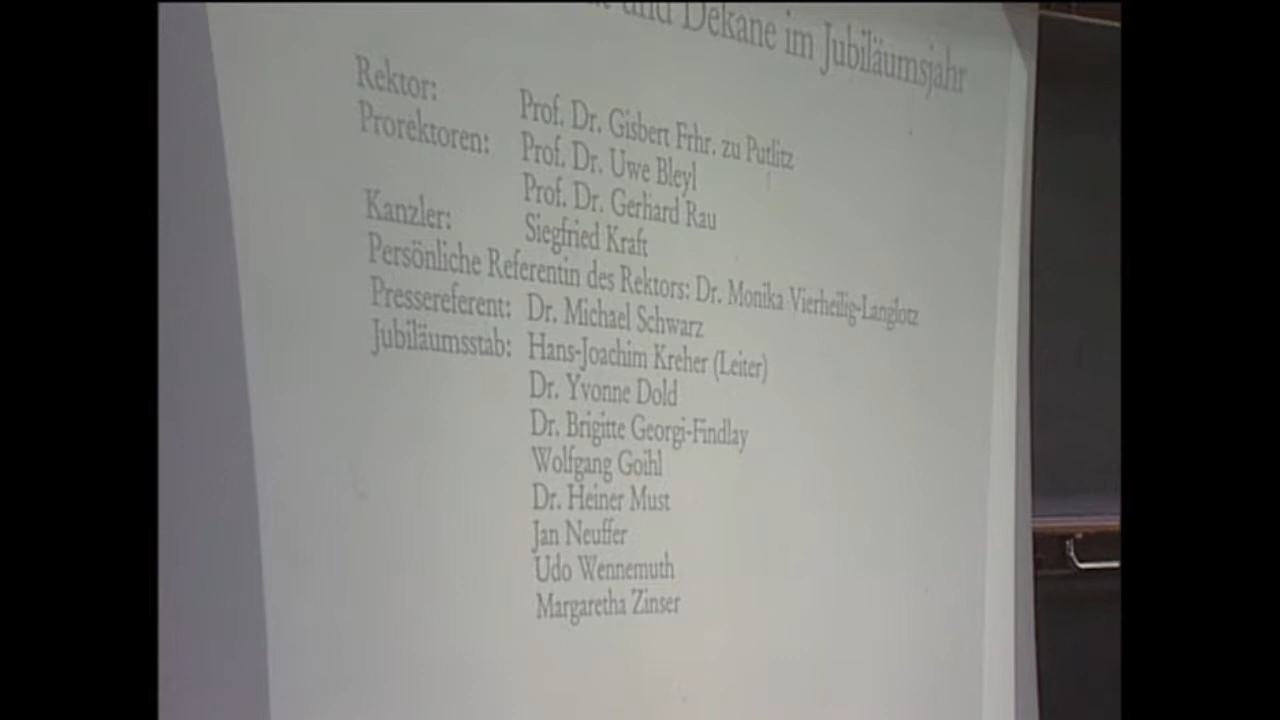 und Dekane im Jubiläumsjahr
Rektor: Prof. Dr. Gisbert Frhr. zu Putlitz
Prorektoren: Prof. Dr. Uwe Bleyl
Prof. Dr. Gerhard Rau
Kanzler: Siegfried Kraft
Persönliche Referentin des Rektors: Dr. Monika Vierheilig-Langlotz
Pressereferent: Dr. Michael Schwarz
Jubiläumsstab: Hans-Joachim Kreher (Leiter)
Dr. Yvonne Dold
Dr. Brigitte Georgi-Findlay
Wolfgang Goihl
Dr. Heiner Must
Jan Neuffer
Udo Wennemuth
Margaretha Zinser